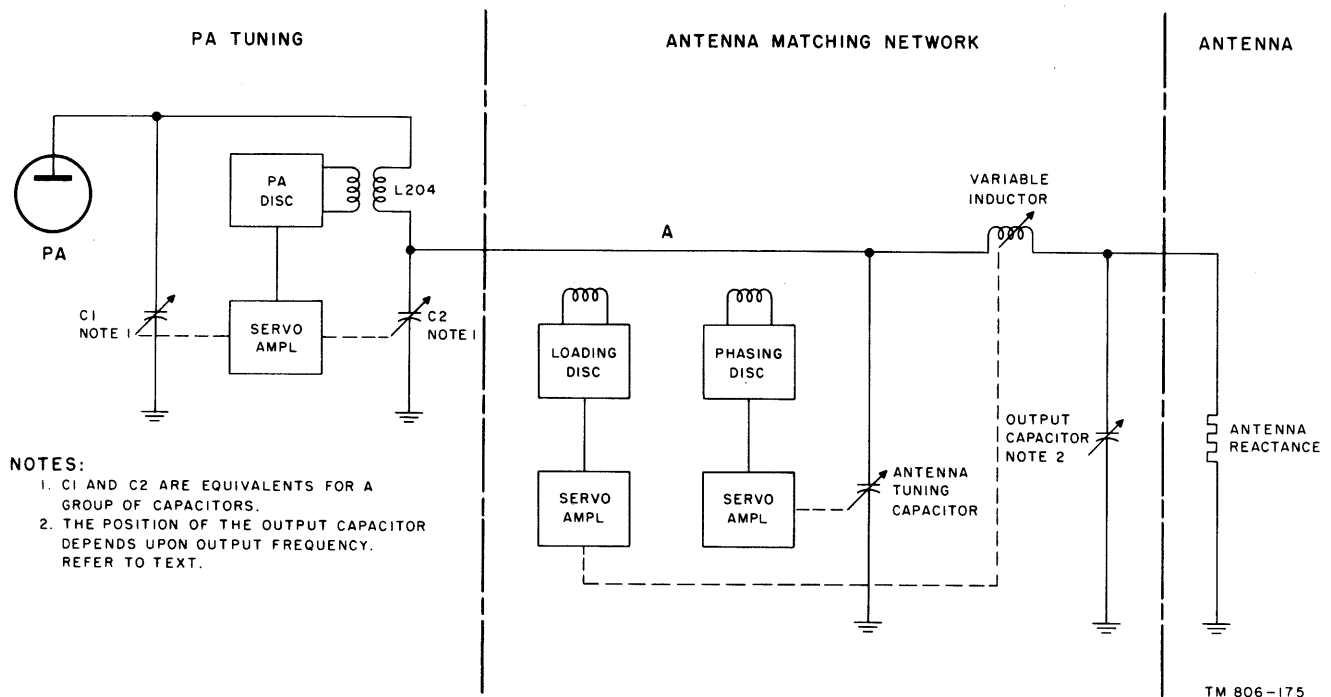 PA TUNING
ANTENNA MATCHING NETWORK
ANTENNA
PA
DISC
L204
PA
C1
NOTE 1
SERVO
AMPL
C2
NOTE 1
A
LOADING
DISC
PHASING
DISC
SERVO
AMPL
SERVO
AMPL
ANTENNA
TUNING
CAPACITOR
VARIABLE
INDUCTOR
OUTPUT
CAPACITOR
NOTE 2
ANTENNA
REACTANCE
NOTES:
1. C1 AND C2 ARE EQUIVALENTS FOR A
GROUP OF CAPACITORS.
2. THE POSITION OF THE OUTPUT CAPACITOR
DEPENDS UPON OUTPUT FREQUENCY.
REFER TO TEXT.
TM 806-175